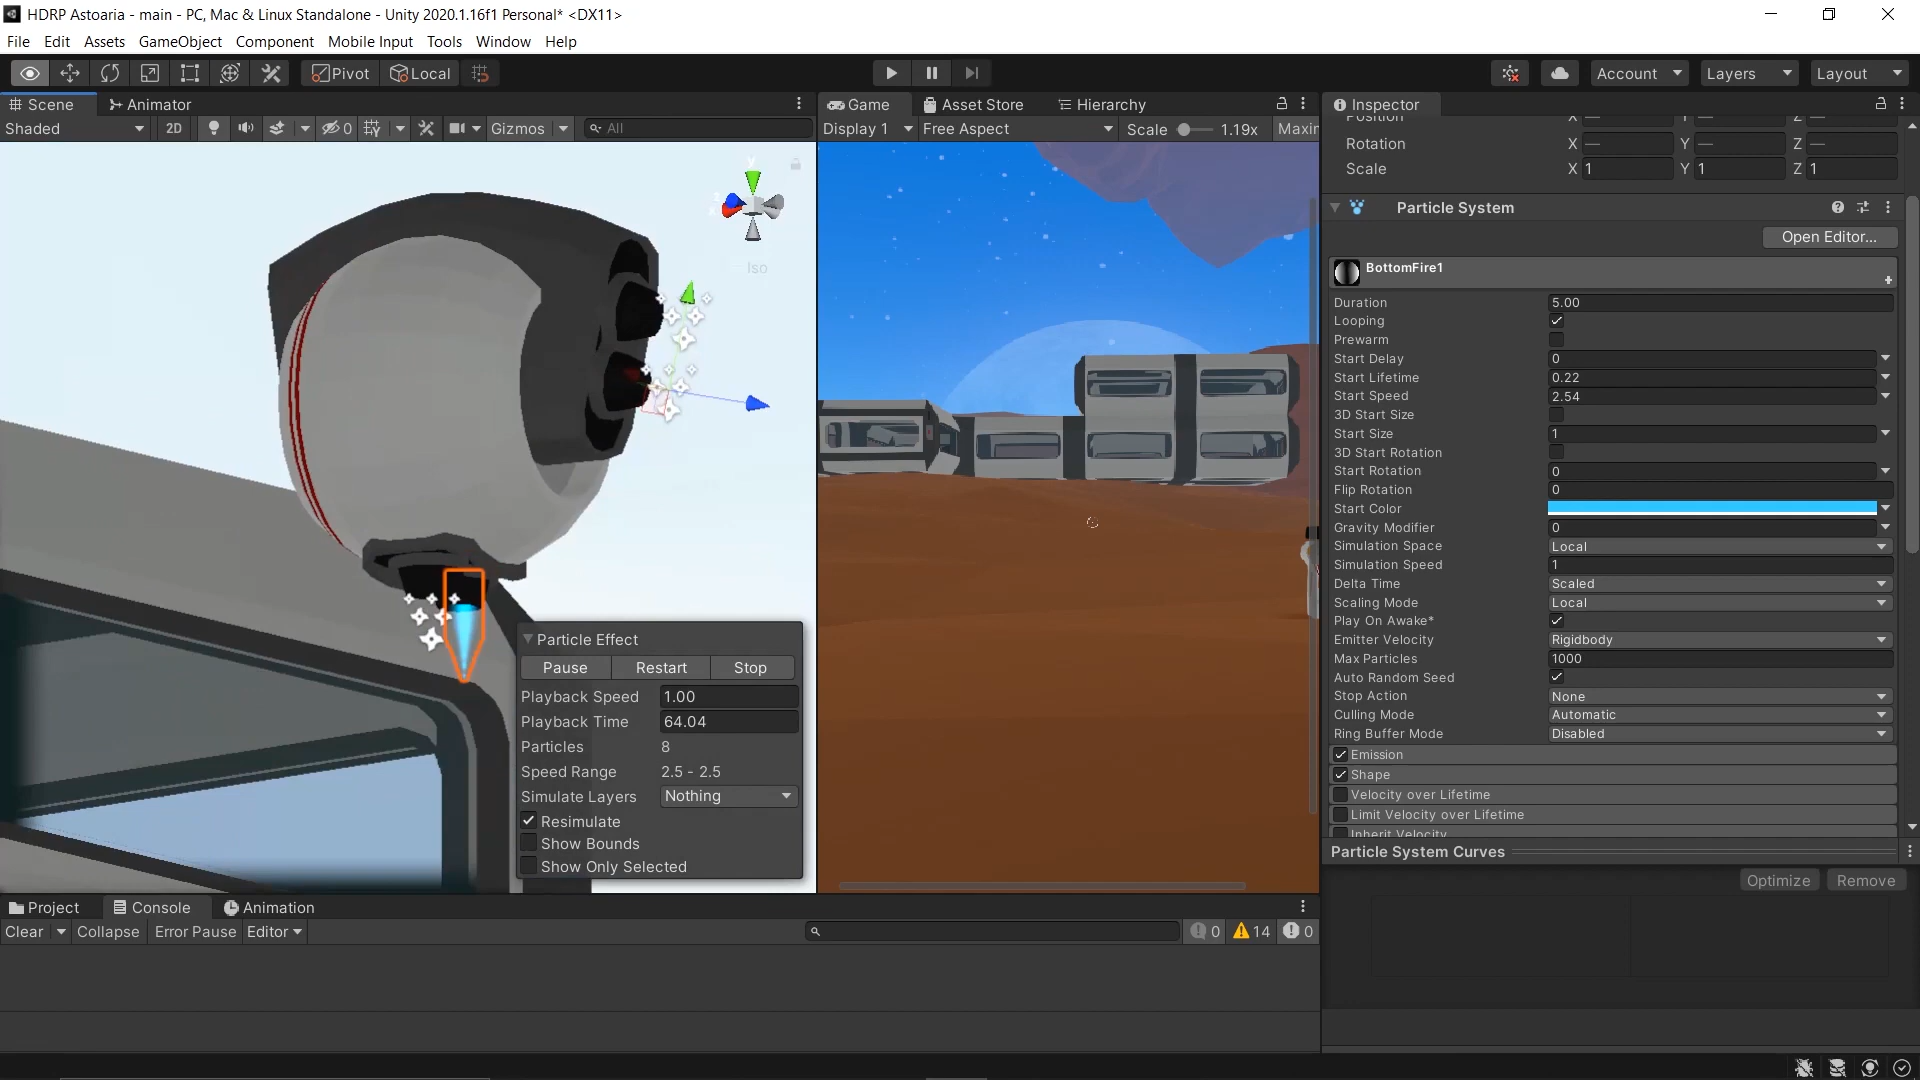 HDRP Astoaria - main - PC, Mac & Linux Standalone - Unity 2020.1.16f1 Personal* <DX11>
File Edit Assets GameObject Component Mobile Input Tools Window Help
Pivot Local Account Layers Layout
Scene Animator
Shaded 2D 0 Gizmos All
y
x
Iso
Particle Effect
Pause Restart Stop
Playback Speed 1.00
Playback Time 64.04
Particles 8
Speed Range 2.5 - 2.5
Simulate Layers Nothing
Resimulate
Show Bounds
Show Only Selected
Game Asset Store Hierarchy
Display 1 Free Aspect Scale 1.19x Maxin
Inspector
Position X — Y — Z —
Rotation X — Y — Z —
Scale X 1 Y 1 Z 1
Particle System
Open Editor...
BottomFire1
Duration 5.00
Looping
Prewarm
Start Delay 0
Start Lifetime 0.22
Start Speed 2.54
3D Start Size
Start Size 1
3D Start Rotation
Start Rotation 0
Flip Rotation 0
Start Color
Gravity Modifier 0
Simulation Space Local
Simulation Speed 1
Delta Time Scaled
Scaling Mode Local
Play On Awake*
Emitter Velocity Rigidbody
Max Particles 1000
Auto Random Seed
Stop Action None
Culling Mode Automatic
Ring Buffer Mode Disabled
Emission
Shape
Velocity over Lifetime
Limit Velocity over Lifetime
Inherit Velocity
Particle System Curves
Optimize Remove
Project Console Animation
Clear Collapse Error Pause Editor 0 14 0